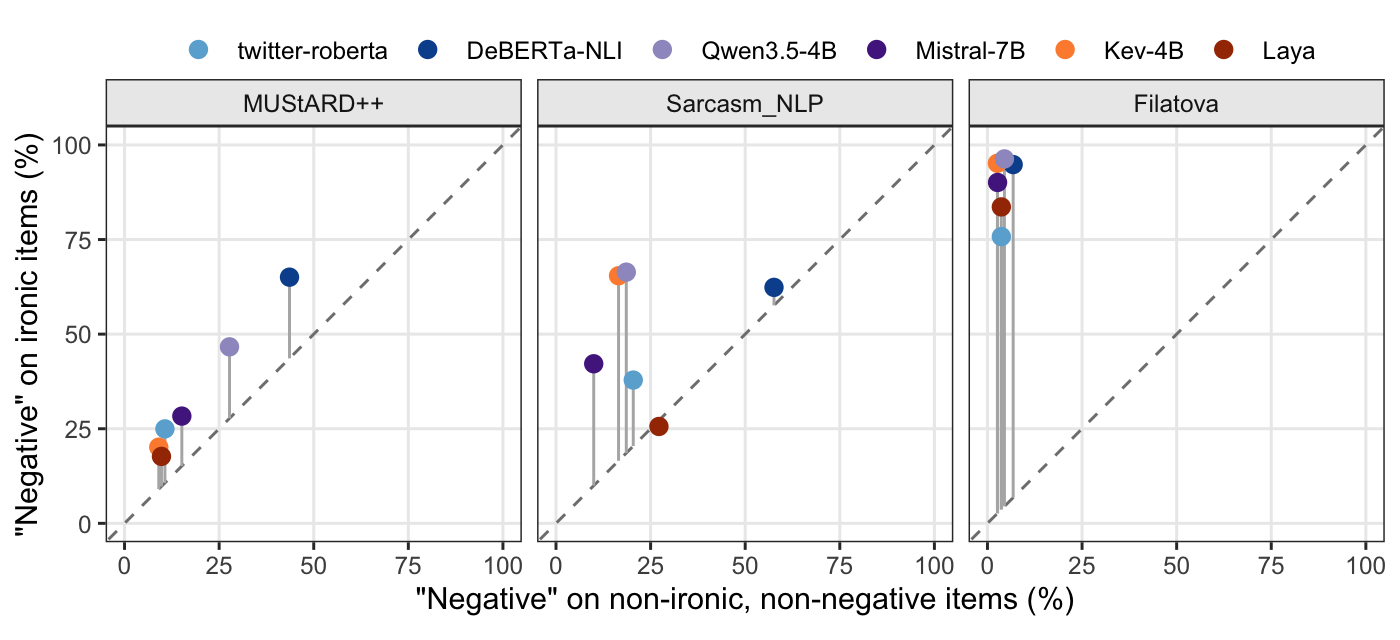 twitter-roberta DeBERTa-NLI Qwen3.5-4B Mistral-7B Kev-4B Laya
MUStARD++ Sarcasm_NLP Filatova
"Negative" on ironic items (%)
100
75
50
25
0
0 25 50 75 100 0 25 50 75 100 0 25 50 75 100
"Negative" on non-ironic, non-negative items (%)